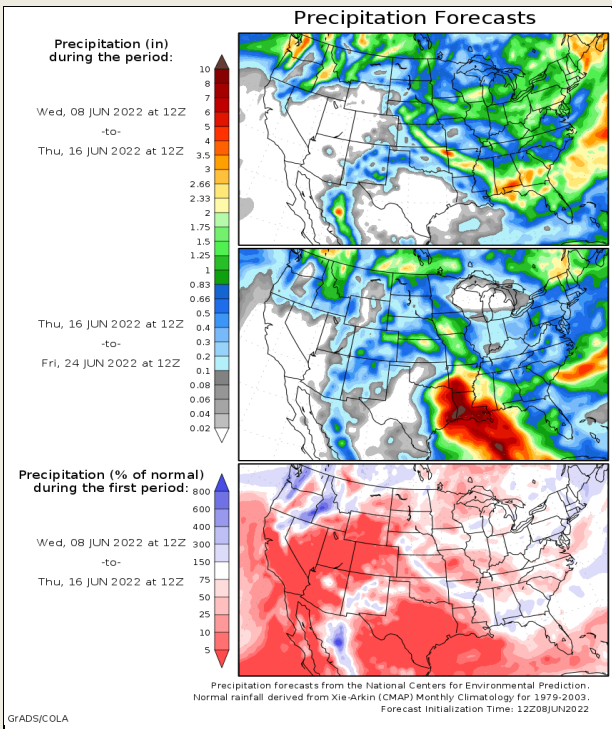 Precipitation Forecasts
Precipitation (in)
during the period:
Wed, 08 JUN 2022 at 12Z
-to-
Thu, 16 JUN 2022 at 12Z
10
8
7
6
5
4
3.5
3
2.66
2.33
2
1.75
1.5
1.25
1
0.83
0.66
0.5
0.4
0.3
0.2
0.1
0.08
0.06
0.04
0.02
Thu, 16 JUN 2022 at 12Z
-to-
Fri, 24 JUN 2022 at 12Z
Precipitation (% of normal)
during the first period:
Wed, 08 JUN 2022 at 12Z
-to-
Thu, 16 JUN 2022 at 12Z
800
600
400
300
150
75
50
25
10
5
Precipitation forecasts from the National Centers for Environmental Prediction.
Normal rainfall derived from Xie-Arkin (CMAP) Monthly Climatology for 1979-2003.
Forecast Initialization Time: 12Z08JUN2022
GrADS/COLA